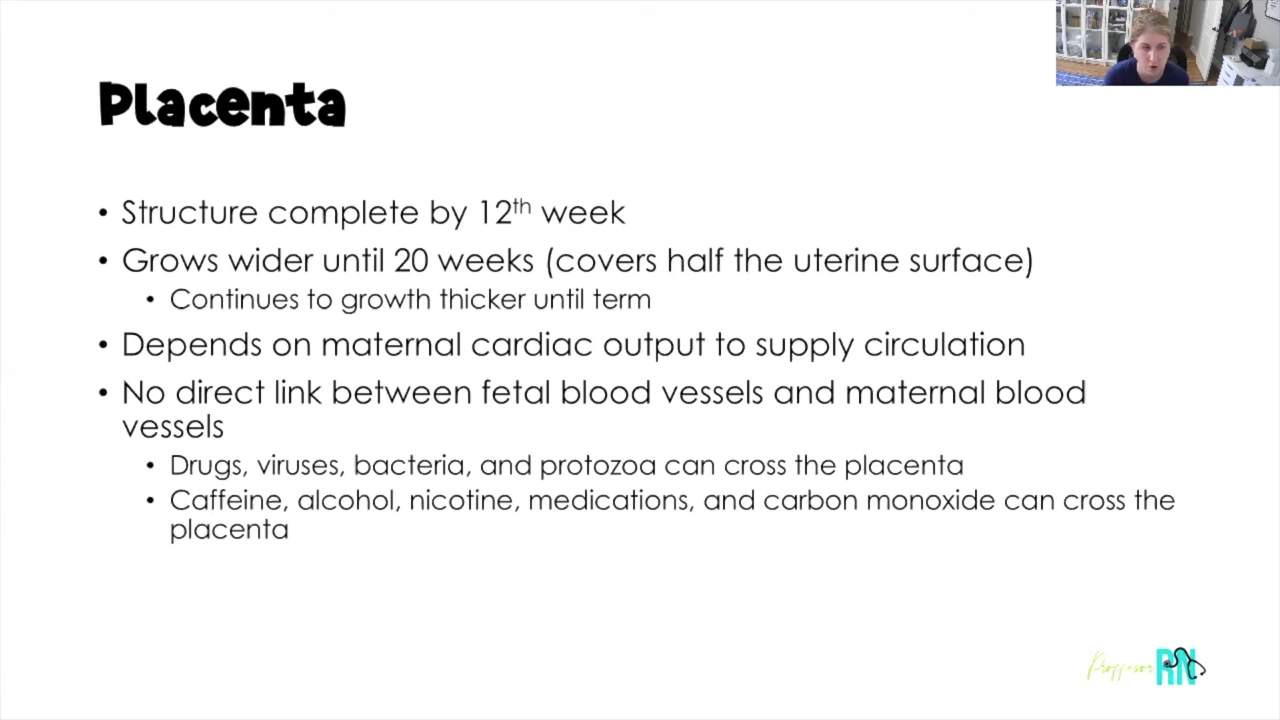 Placenta
• Structure complete by 12th week
• Grows wider until 20 weeks (covers half the uterine surface)
• Continues to growth thicker until term
• Depends on maternal cardiac output to supply circulation
• No direct link between fetal blood vessels and maternal blood
vessels
• Drugs, viruses, bacteria, and protozoa can cross the placenta
• Caffeine, alcohol, nicotine, medications, and carbon monoxide can cross the
placenta
Professor RN